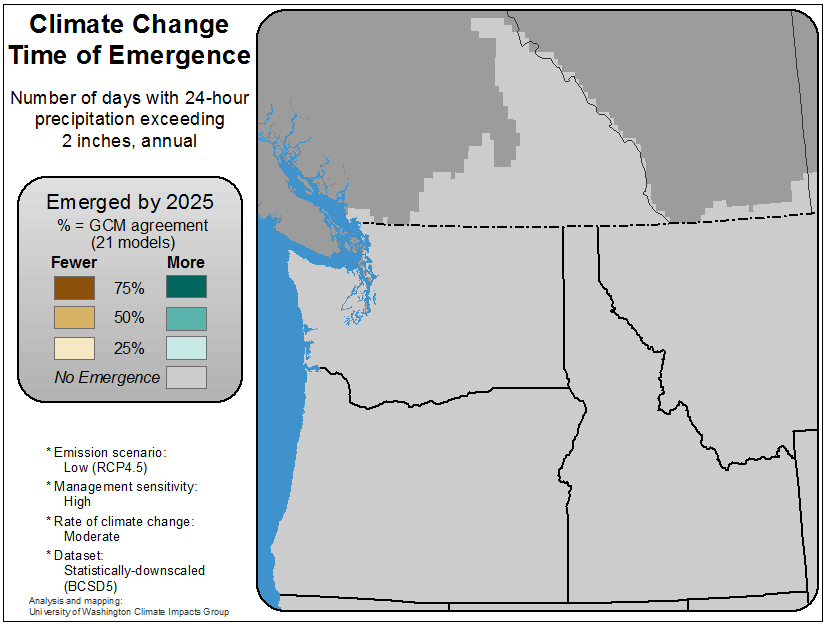 Climate Change
Time of Emergence
Number of days with 24-hour
precipitation exceeding
2 inches, annual
Emerged by 2025
% = GCM agreement
(21 models)
Fewer More
75%
50%
25%
No Emergence
* Emission scenario:
Low (RCP4.5)
* Management sensitivity:
High
* Rate of climate change:
Moderate
* Dataset:
Statistically-downscaled
(BCSD5)
Analysis and mapping:
University of Washington Climate Impacts Group